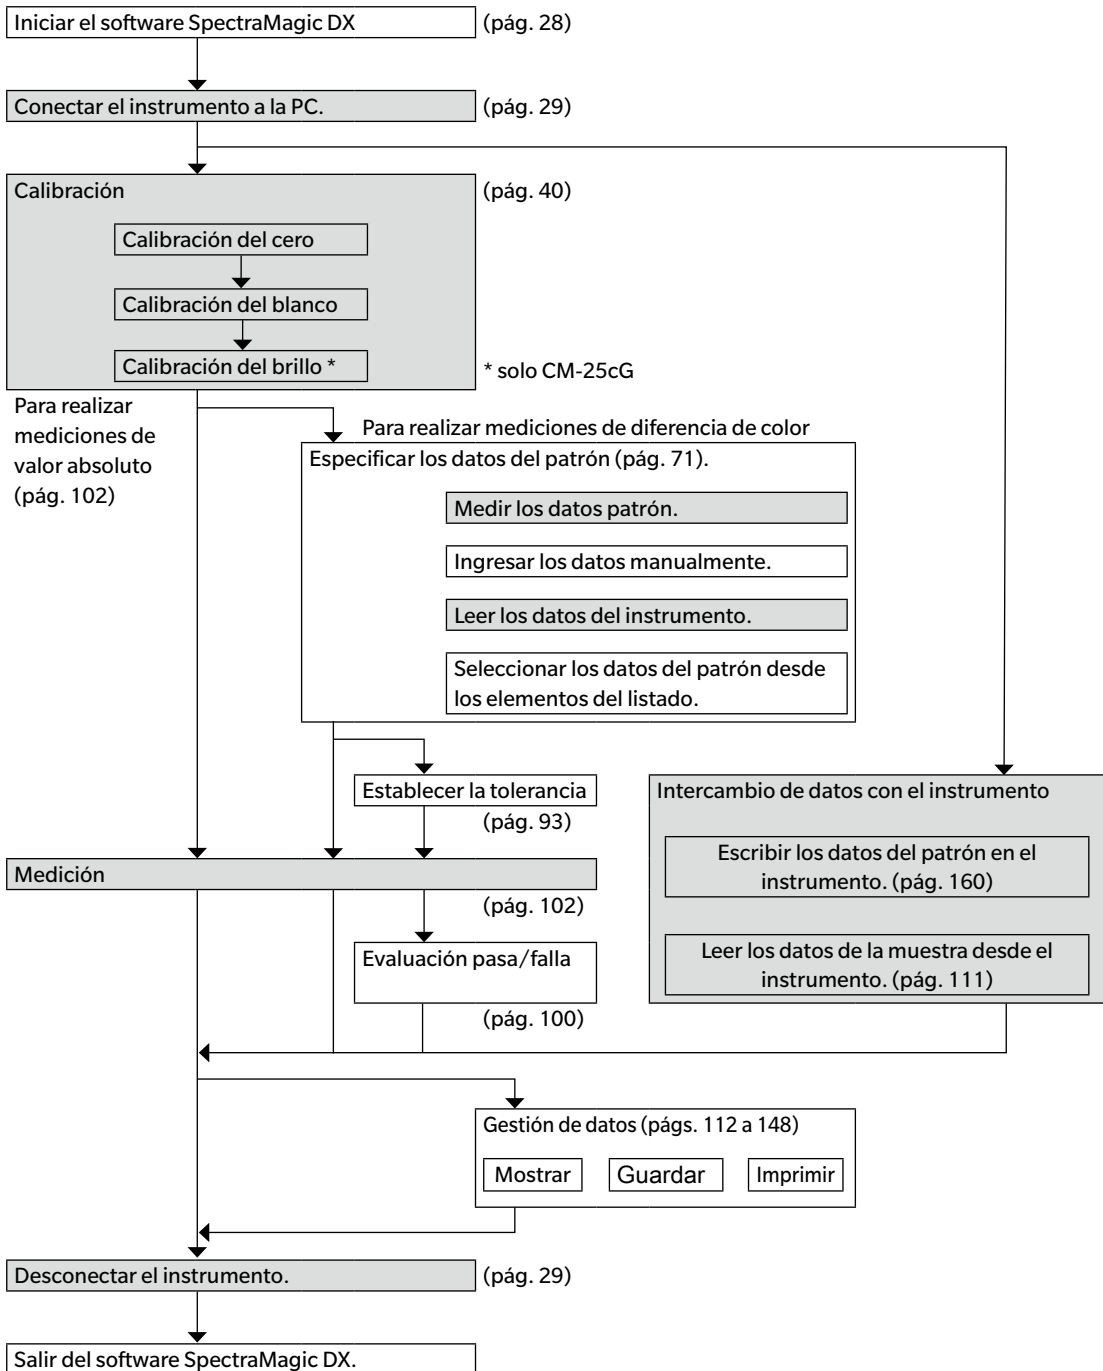 Iniciar el software SpectraMagic DX (pág. 28)
Conectar el instrumento a la PC. (pág. 29)
Calibración (pág. 40)
Calibración del cero
Calibración del blanco
Calibración del brillo *
* solo CM-25cG
Para realizar
mediciones de
valor absoluto
(pág. 102)
Para realizar mediciones de diferencia de color
Especificar los datos del patrón (pág. 71).
Medir los datos patrón.
Ingresar los datos manualmente.
Leer los datos del instrumento.
Seleccionar los datos del patrón desde
los elementos del listado.
Establecer la tolerancia
(pág. 93)
Intercambio de datos con el instrumento
Escribir los datos del patrón en el
instrumento. (pág. 160)
Leer los datos de la muestra desde el
instrumento. (pág. 111)
Medición
(pág. 102)
Evaluación pasa/falla
(pág. 100)
Gestión de datos (págs. 112 a 148)
Mostrar Guardar Imprimir
Desconectar el instrumento. (pág. 29)
Salir del software SpectraMagic DX.